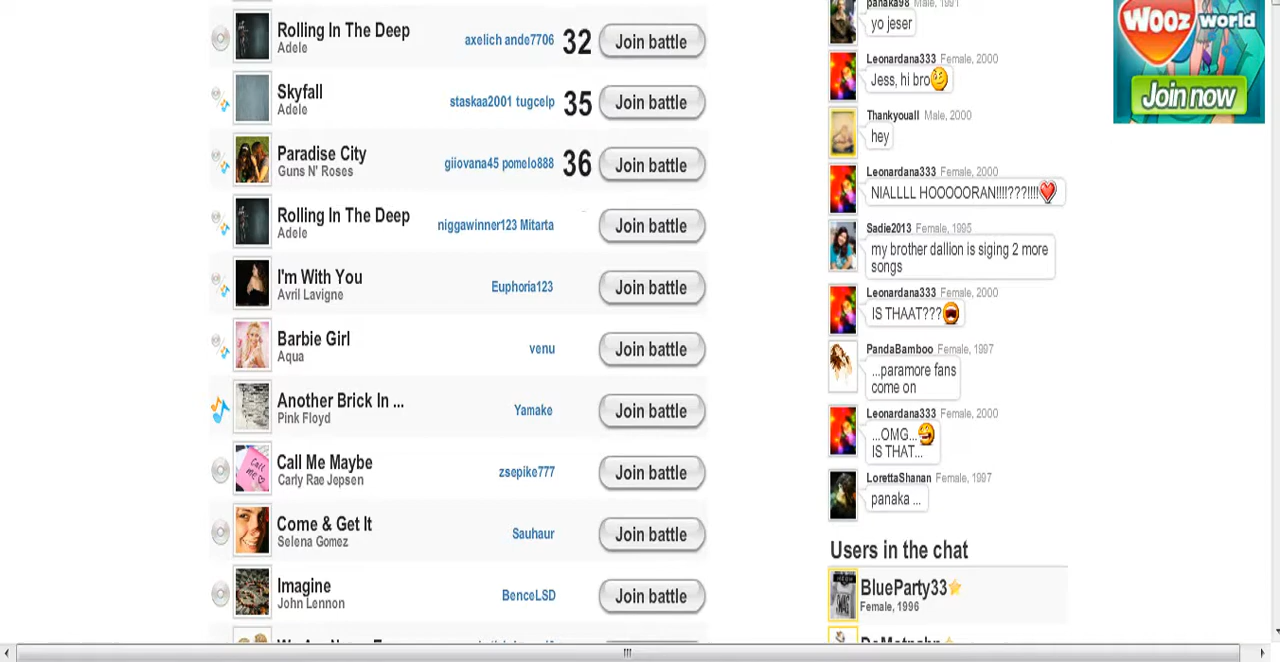 Rolling In The Deep
Adele
axelich ande7706
32
Join battle
Skyfall
Adele
staskaa2001 tugcelp
35
Join battle
Paradise City
Guns N' Roses
giiovana45 pomelo888
36
Join battle
Rolling In The Deep
Adele
niggawinner123 Mitarta
Join battle
I'm With You
Avril Lavigne
Euphoria123
Join battle
Barbie Girl
Aqua
venu
Join battle
Another Brick In ...
Pink Floyd
Yamake
Join battle
Call Me Maybe
Carly Rae Jepsen
zsepike777
Join battle
Come & Get It
Selena Gomez
Sauhaur
Join battle
Imagine
John Lennon
BenceLSD
Join battle
panaka98 Male, 1991
yo jeser
Leonardana333 Female, 2000
Jess, hi bro
Thankyouall Male, 2000
hey
Leonardana333 Female, 2000
NIALLLL HOOOOORAN!!!!???!!!!
Sadie2013 Female, 1995
my brother dallion is siging 2 more
songs
Leonardana333 Female, 2000
IS THAAT???
PandaBamboo Female, 1997
...paramore fans
come on
Leonardana333 Female, 2000
...OMG...
IS THAT...
LorettaShanan Female, 1997
panaka ...
Users in the chat
BlueParty33
Female, 1996
WOOZ world
Join now